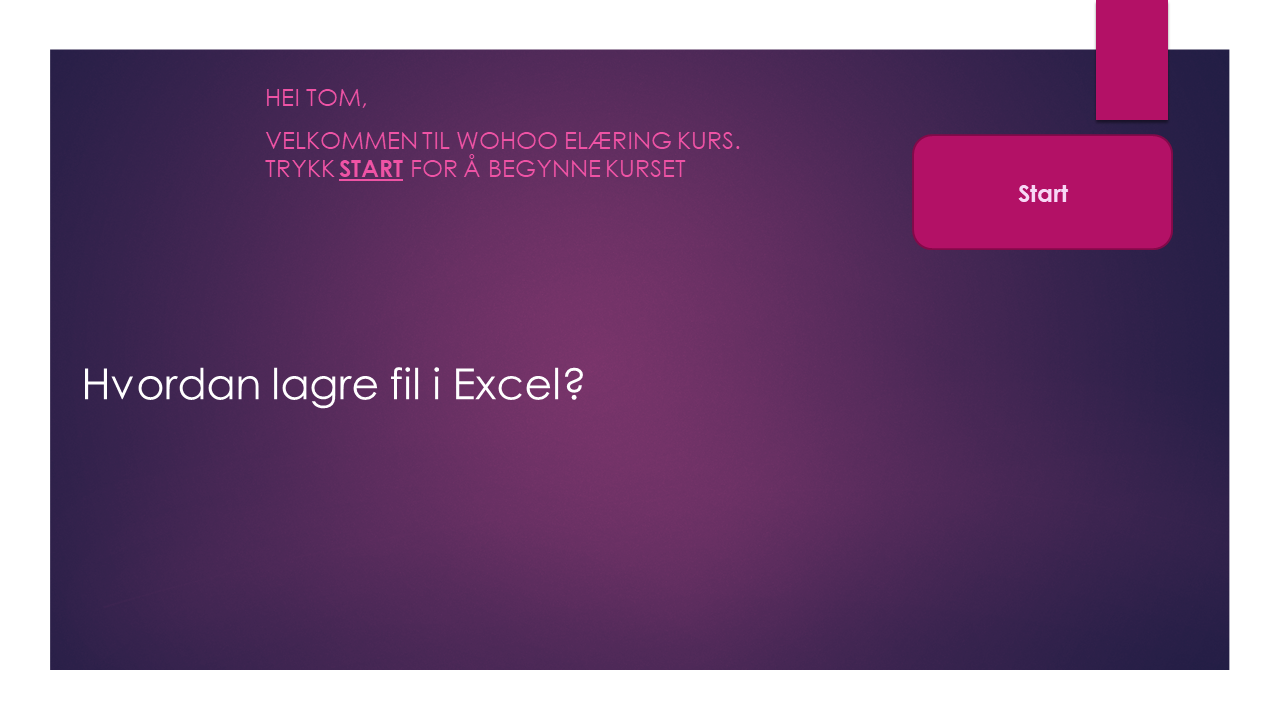 HEI TOM,
VELKOMMEN TIL WOHOO ELÆRING KURS.
TRYKK START FOR Å BEGYNNE KURSET
Start
Hvordan lagre fil i Excel?